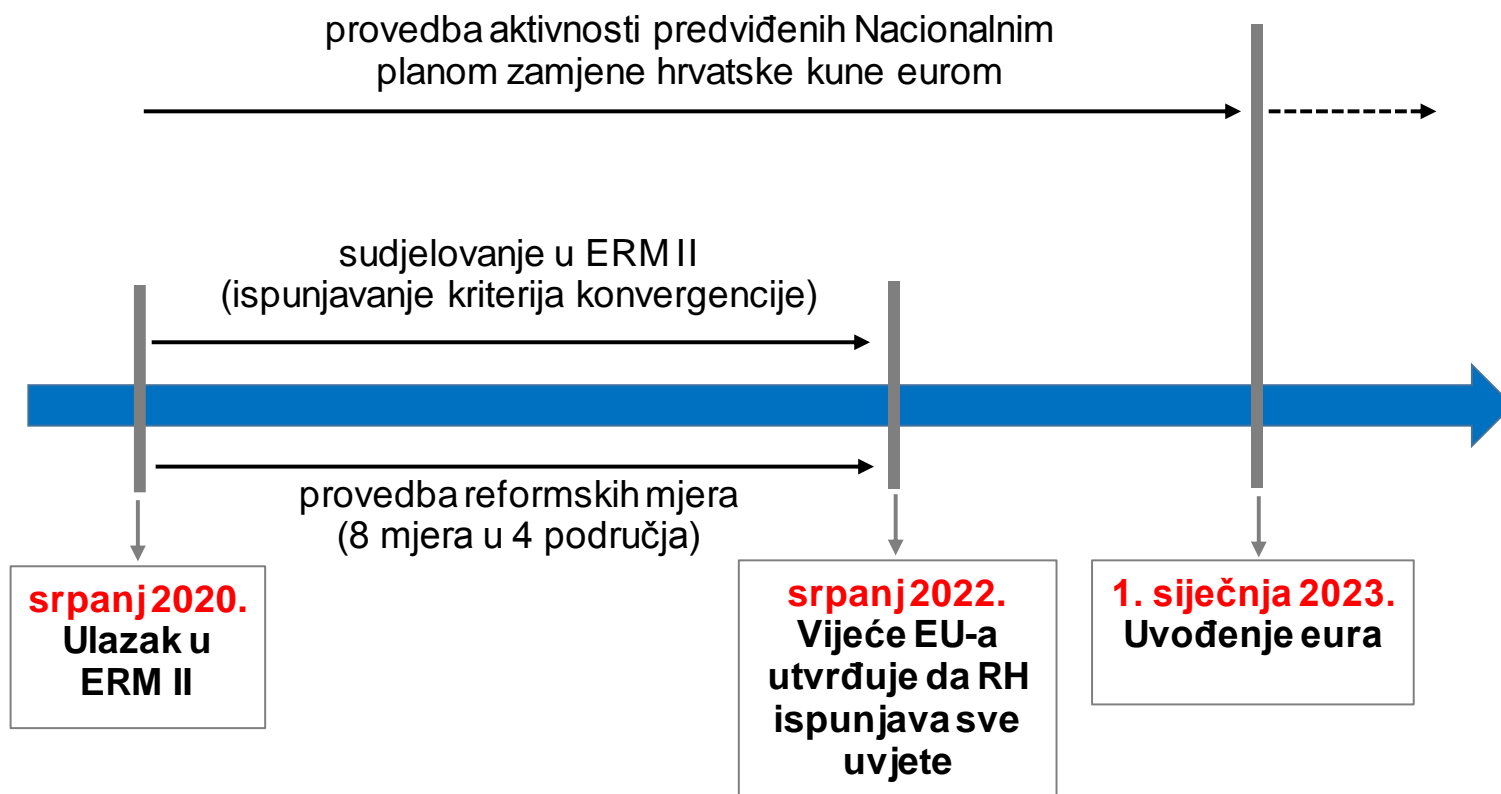 provedba aktivnosti predviđenih Nacionalnim
planom zamjene hrvatske kune eurom
sudjelovanje u ERM II
(ispunjavanje kriterija konvergencije)
provedba reformskih mjera
(8 mjera u 4 područja)
srpanj 2020.
Ulazak u
ERM II
srpanj 2022.
Vijeće EU-a
utvrđuje da RH
ispunjava sve
uvjete
1. siječnja 2023.
Uvođenje eura